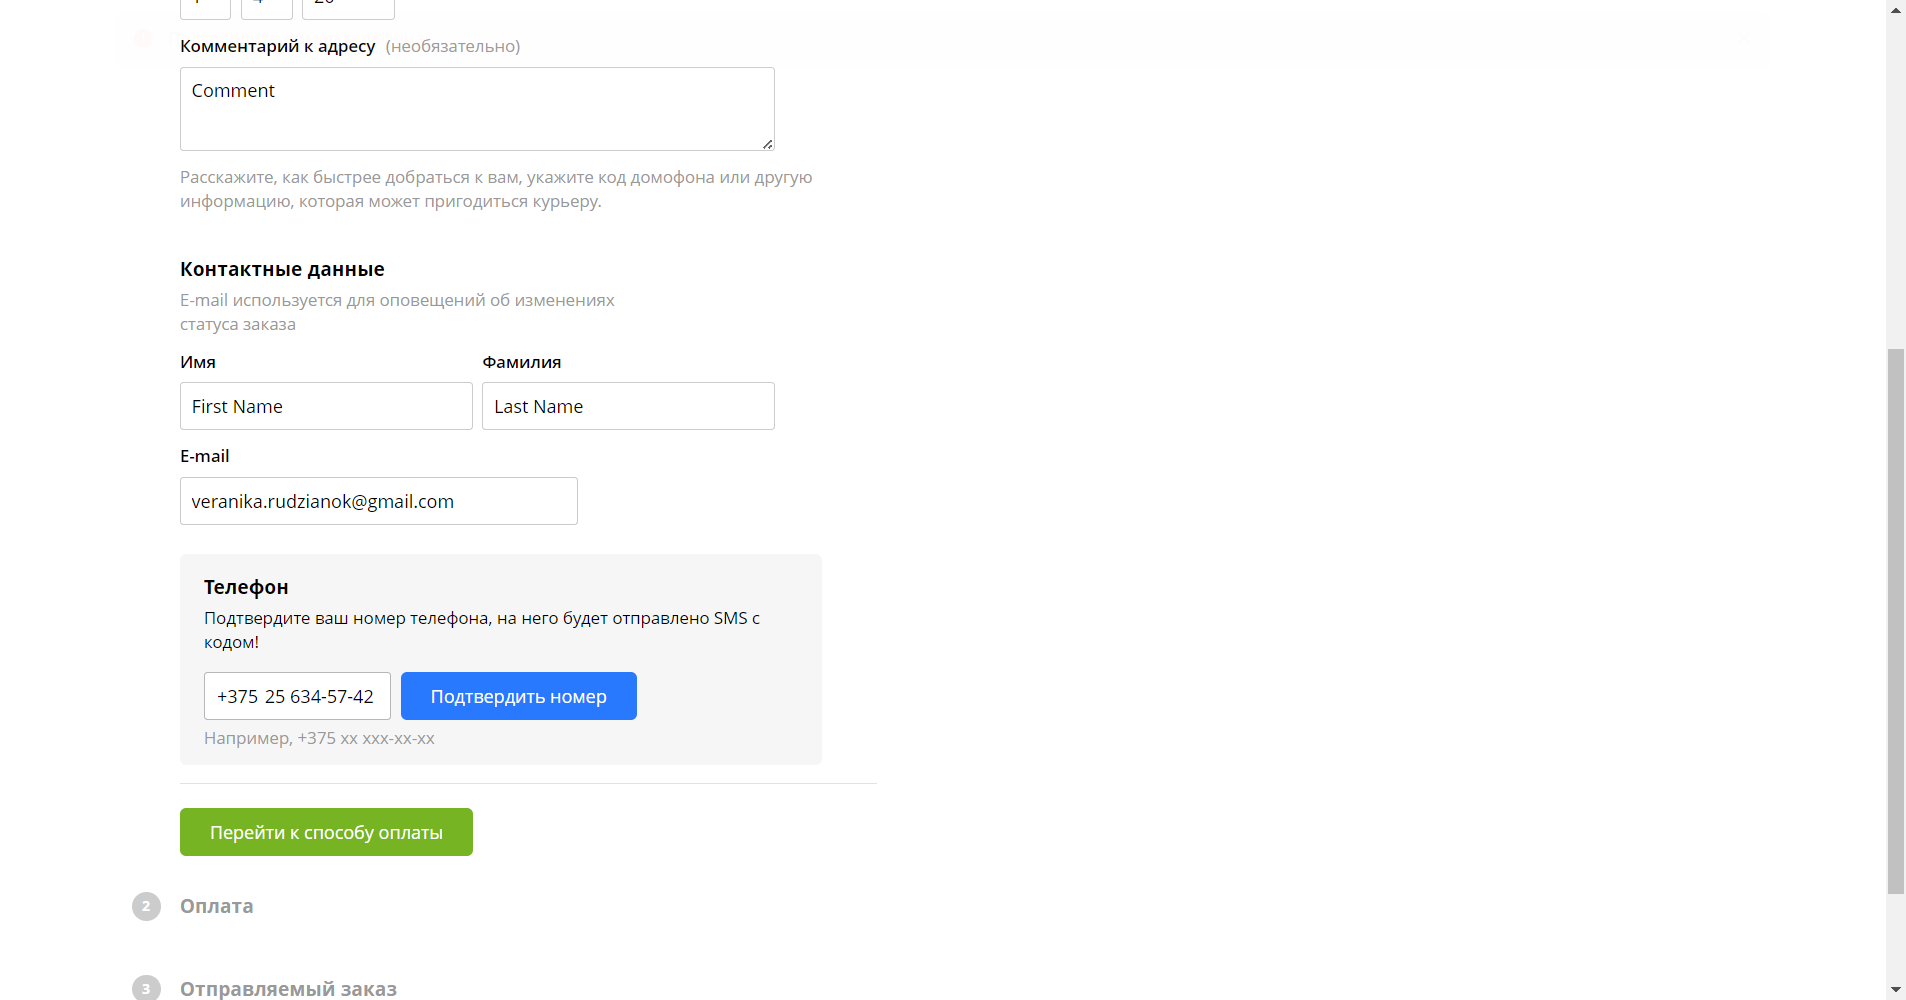 Комментарий к адресу (необязательно)
Comment
Расскажите, как быстрее добраться к вам, укажите код домофона или другую
информацию, которая может пригодиться курьеру.
Контактные данные
E-mail используется для оповещений об изменениях
статуса заказа
Имя Фамилия
First Name Last Name
E-mail
veranika.rudzianok@gmail.com
Телефон
Подтвердите ваш номер телефона, на него будет отправлено SMS с
кодом!
+375 25 634-57-42 Подтвердить номер
Например, +375 xx xxx-xx-xx
Перейти к способу оплаты
2 Оплата
3 Отправляемый заказ